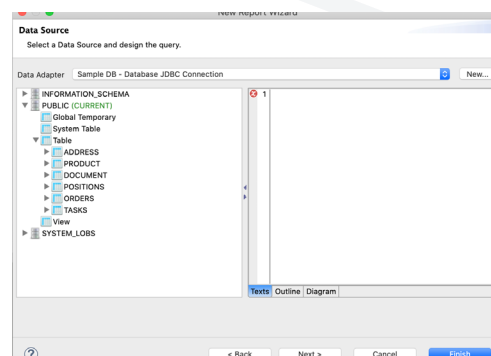 New Report Wizard
Data Source
Select a Data Source and design the query.
Data Adapter Sample DB - Database JDBC Connection New...
INFORMATION_SCHEMA
PUBLIC (CURRENT)
Global Temporary
System Table
Table
ADDRESS
PRODUCT
DOCUMENT
POSITIONS
ORDERS
TASKS
View
SYSTEM_LOBS
1
Texts Outline Diagram
? < Back Next > Cancel Finish